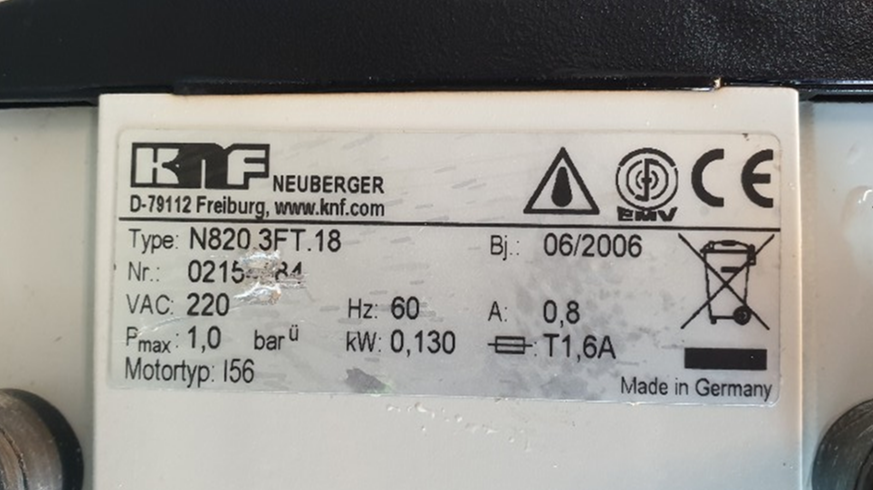 KNF NEUBERGER
D-79112 Freiburg, www.knf.com
EMV
CE
Type: N820.3FT.18 Bj.: 06/2006
Nr.:
VAC: 220 Hz: 60 A: 0,8
Pmax: 1,0 bar ü kW: 0,130 : T1,6A
Motortyp: I56
Made in Germany